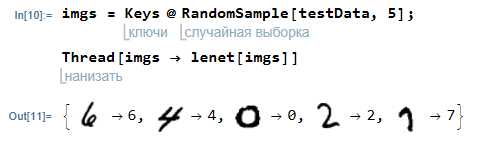 In[10]:= imgs = Keys @ RandomSample[testData, 5];
ключи случайная выборка
Thread[imgs → lenet[imgs]]
нанизать
Out[11]= { 6 → 6, 4 → 4, 0 → 0, 2 → 2, 7 → 7}